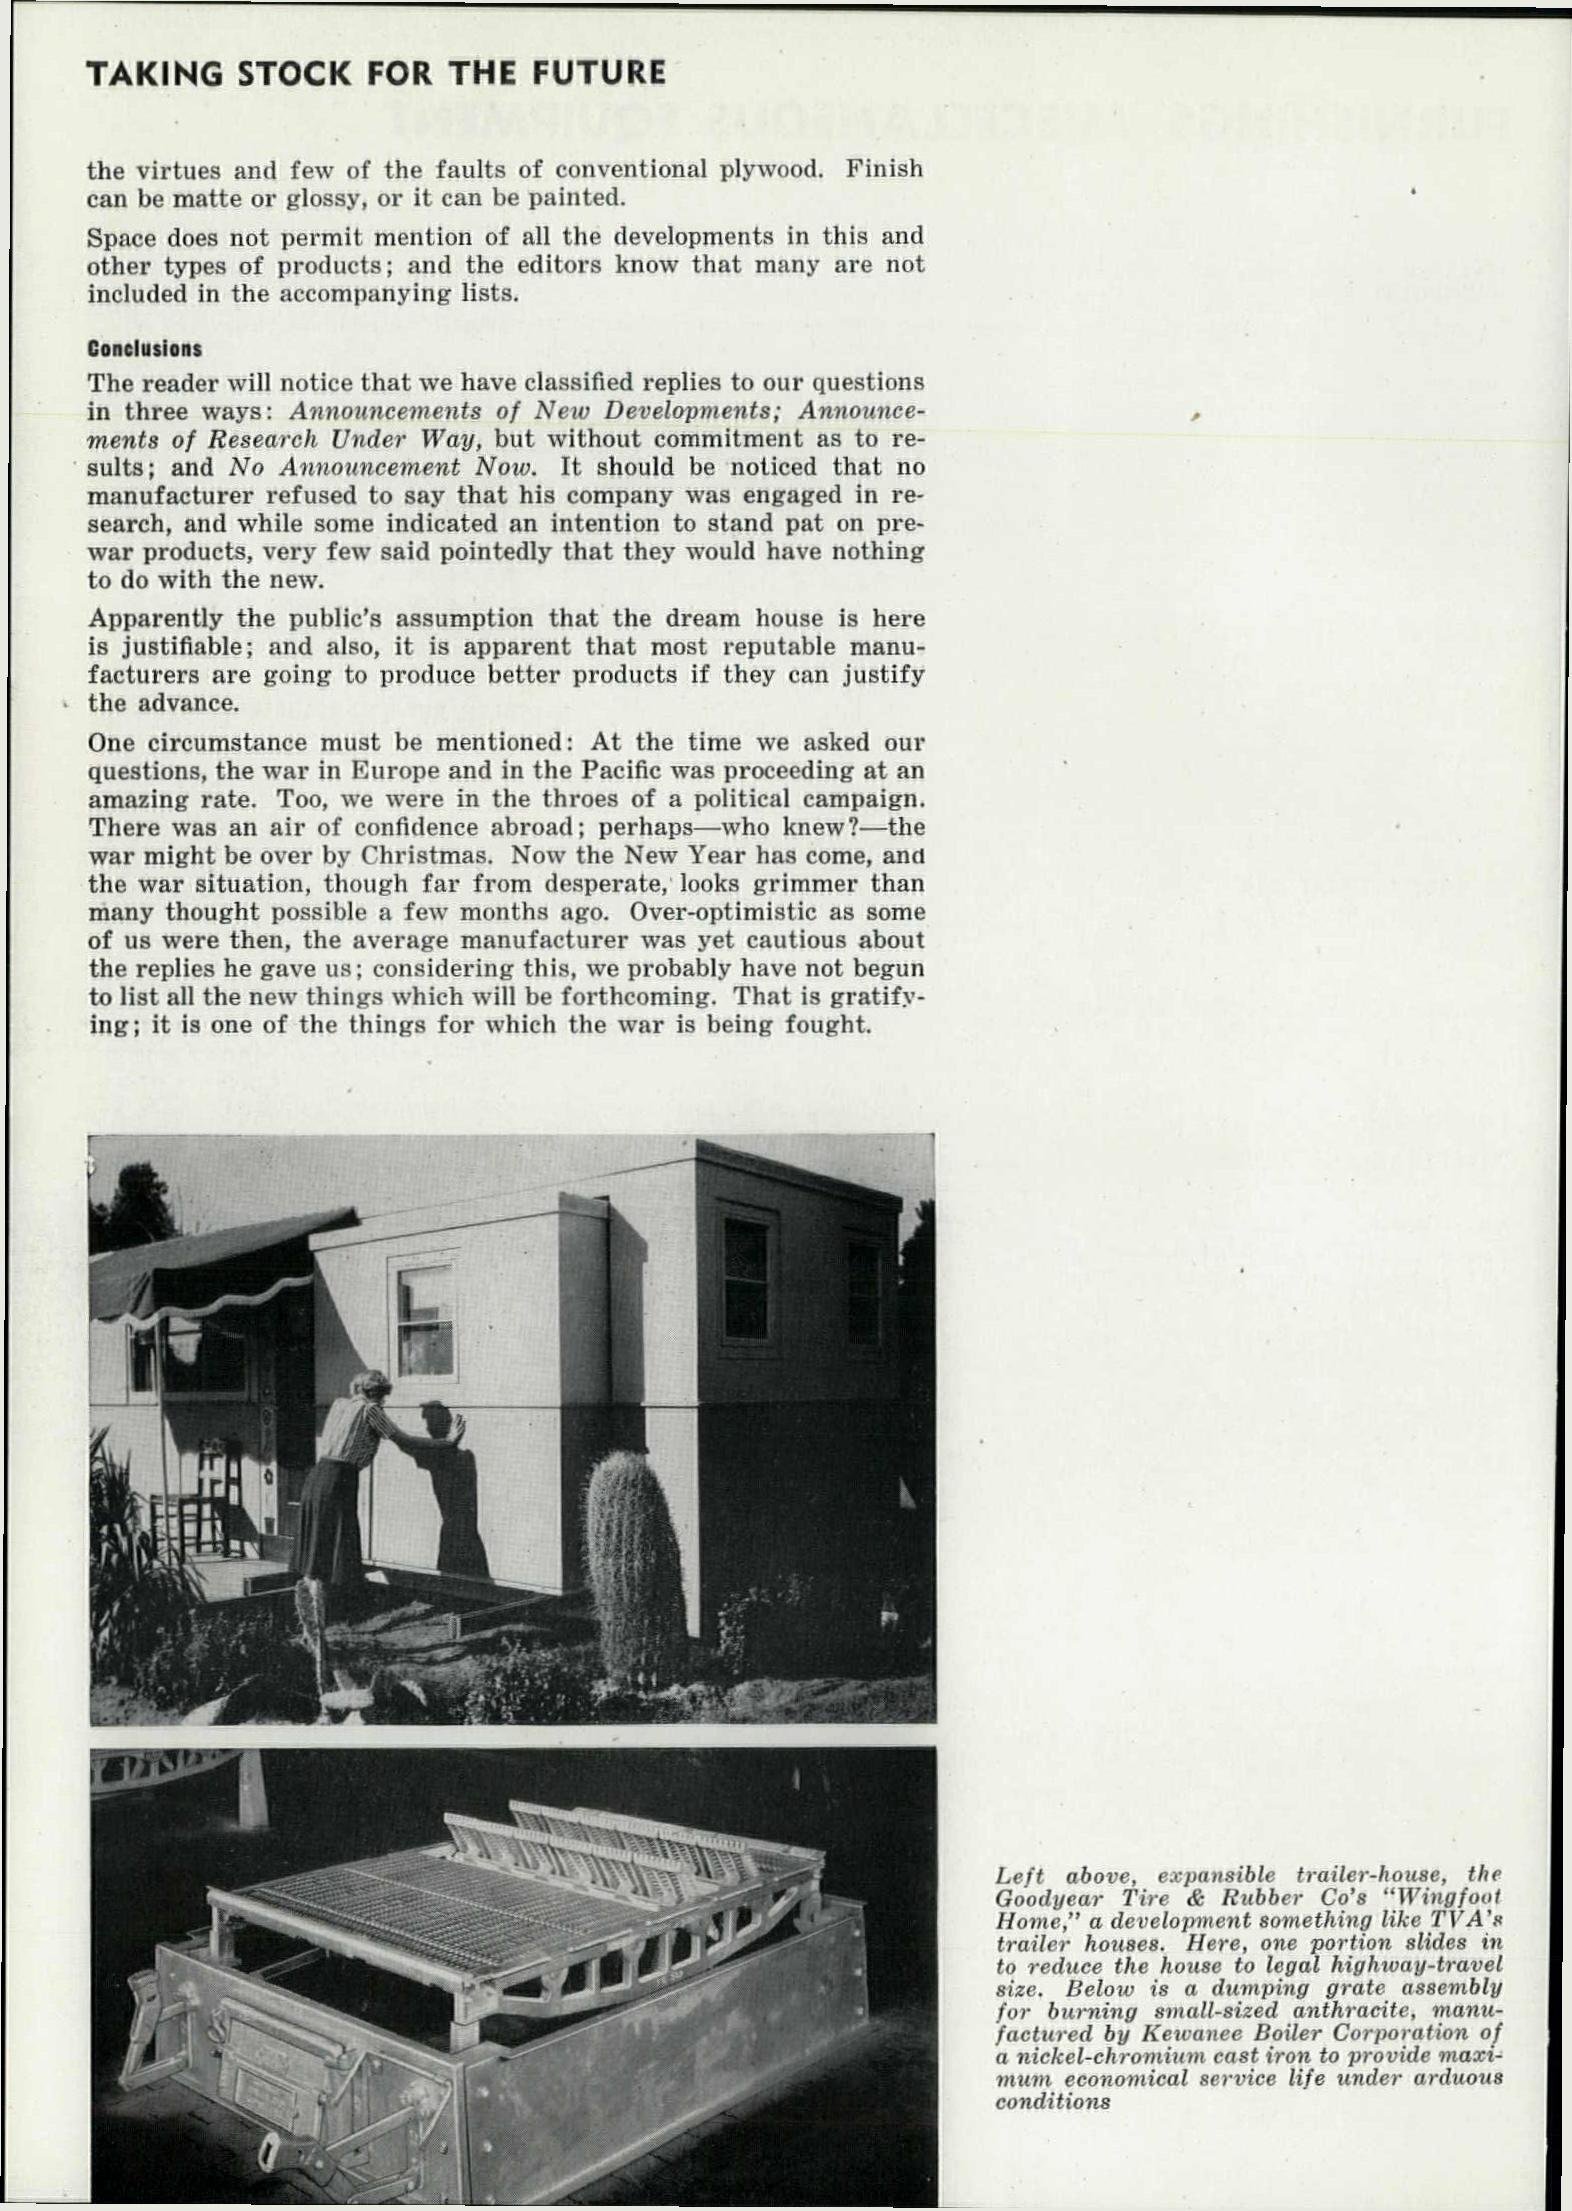 TAKING STOCK FOR THE FUTURE
the virtues and few of the faults of conventional plywood. Finish
can be matte or glossy, or it can be painted.
Space does not permit mention of all the developments in this and
other types of products; and the editors know that many are not
included in the accompanying lists.
Conclusions
The reader will notice that we have classified replies to our questions
in three ways: Announcements of New Developments; Announce-
ments of Research Under Way, but without commitment as to re-
sults; and No Announcement Now. It should be noticed that no
manufacturer refused to say that his company was engaged in re-
search, and while some indicated an intention to stand pat on pre-
war products, very few said pointedly that they would have nothing
to do with the new.
Apparently the public's assumption that the dream house is here
is justifiable; and also, it is apparent that most reputable manu-
facturers are going to produce better products if they can justify
the advance.
One circumstance must be mentioned: At the time we asked our
questions, the war in Europe and in the Pacific was proceeding at an
amazing rate. Too, we were in the throes of a political campaign.
There was an air of confidence abroad; perhaps—who knew?—the
war might be over by Christmas. Now the New Year has come, and
the war situation, though far from desperate, looks grimmer than
many thought possible a few months ago. Over-optimistic as some
of us were then, the average manufacturer was yet cautious about
the replies he gave us; considering this, we probably have not begun
to list all the new things which will be forthcoming. That is gratify-
ing; it is one of the things for which the war is being fought.
Left above, expansible trailer-house, the
Goodyear Tire & Rubber Co's "Wingfoot
Home," a development something like TVA's
trailer houses. Here, one portion slides in
to reduce the house to legal highway-travel
size. Below is a dumping grate assembly
for burning small-sized anthracite, manu-
factured by Kewanee Boiler Corporation of
a nickel-chromium cast iron to provide maxi-
mum economical service life under arduous
conditions